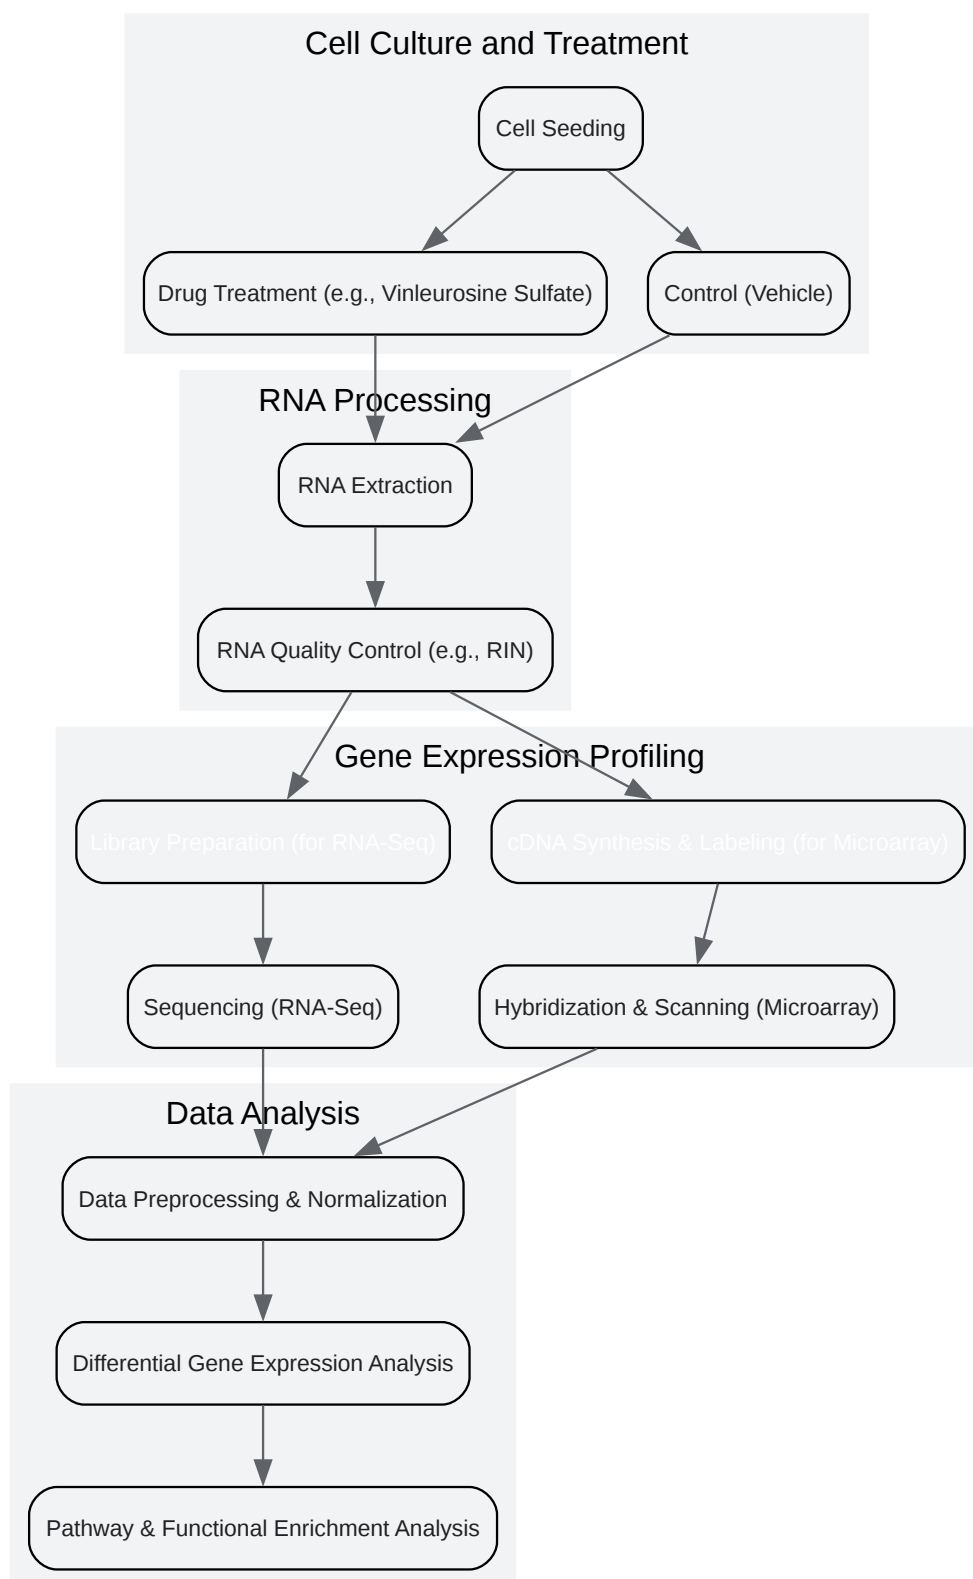 Cell Culture and Treatment
Cell Seeding
Drug Treatment (e.g., Vinleurosine Sulfate)
Control (Vehicle)
RNA Processing
RNA Extraction
RNA Quality Control (e.g., RIN)
Gene Expression Profiling
Library Preparation (for RNA-Seq)
cDNA Synthesis & Labeling (for Microarray)
Sequencing (RNA-Seq)
Hybridization & Scanning (Microarray)
Data Analysis
Data Preprocessing & Normalization
Differential Gene Expression Analysis
Pathway & Functional Enrichment Analysis